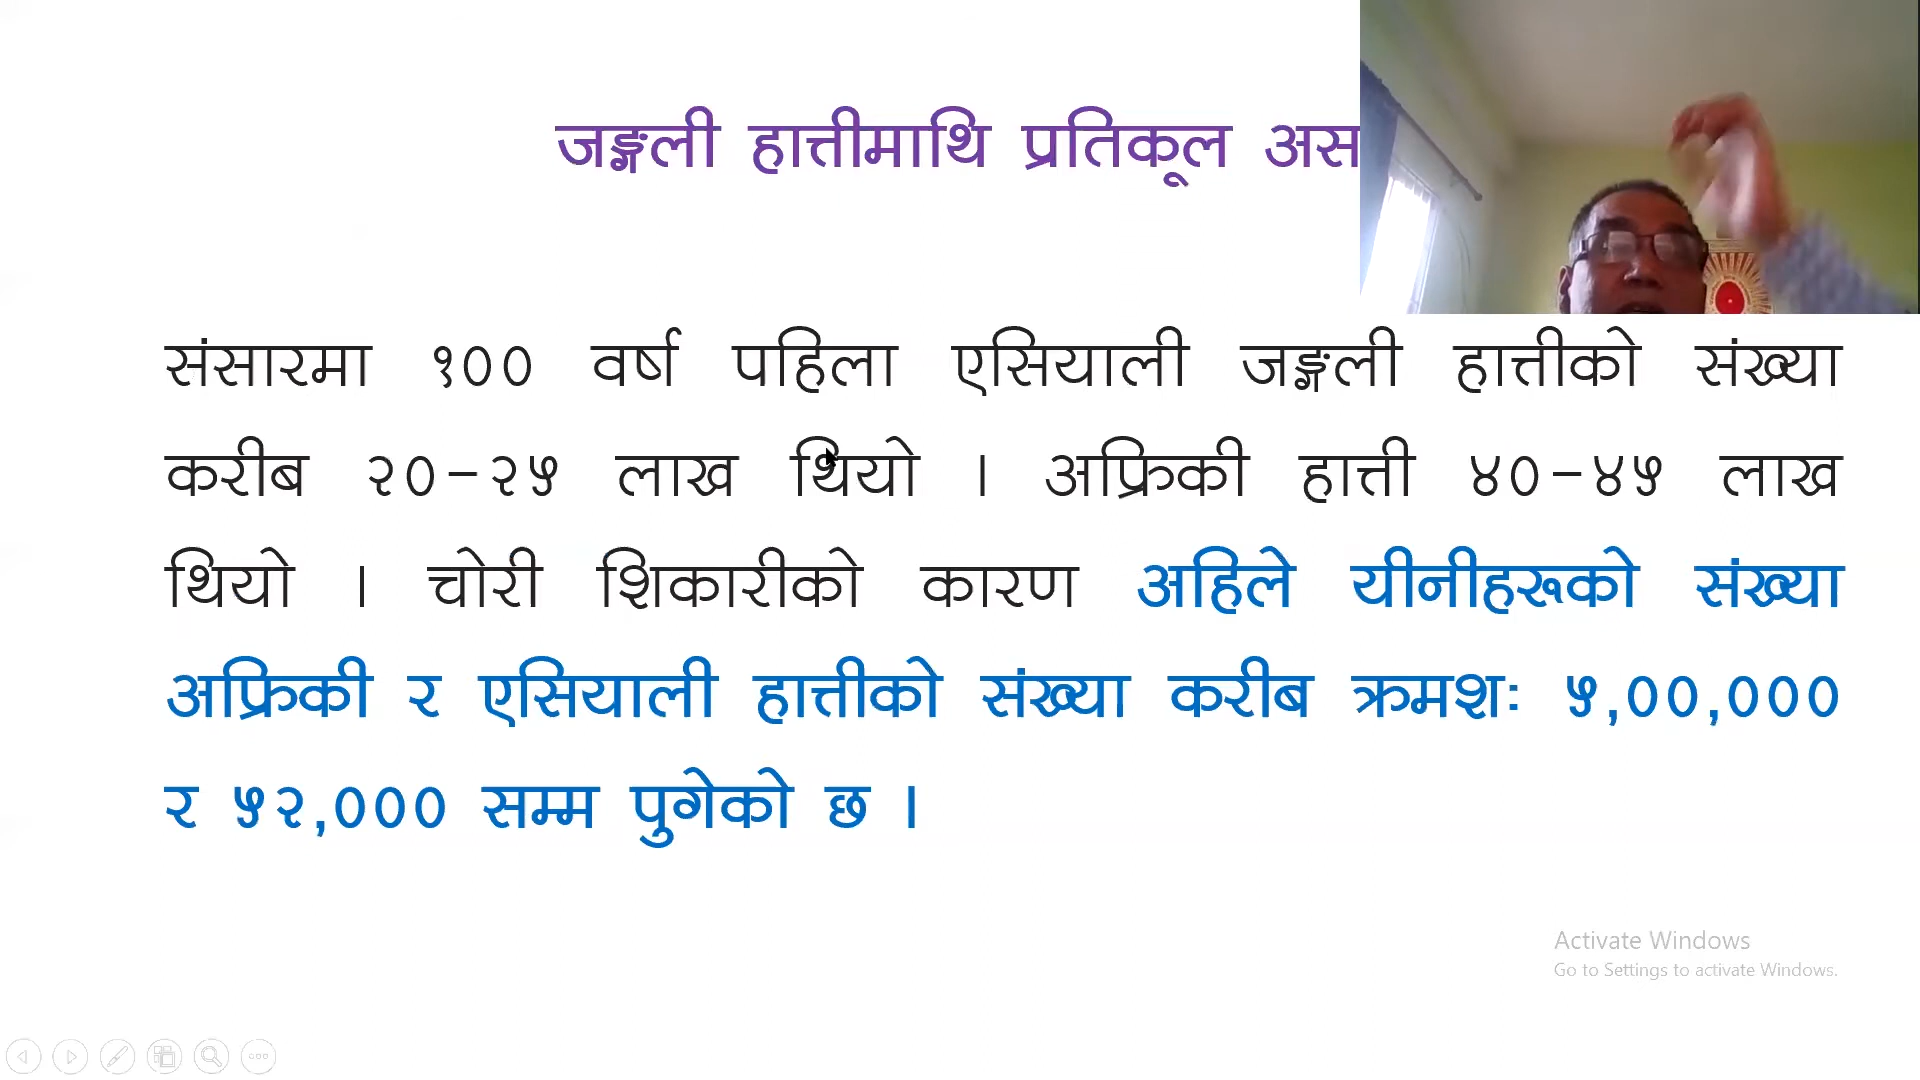 जङ्गली हात्तीमाथि प्रतिकूल अस
संसारमा १०० वर्ष पहिला एसियाली जङ्गली हात्तीको संख्या
करीब २०-२५ लाख थियो । अफ्रिकी हात्ती ४०-४५ लाख
थियो । चोरी शिकारीको कारण अहिले यीनीहरूको संख्या
अफ्रिकी र एसियाली हात्तीको संख्या करीब क्रमशः ५,००,०००
र ५२,००० सम्म पुगेको छ ।
Activate Windows
Go to Settings to activate Windows.